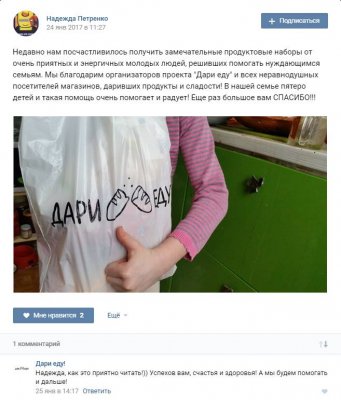 Надежда Петренко
24 янв 2017 в 11:27
+ Подписаться
Недавно нам посчастливилось получить замечательные продуктовые наборы от
очень приятных и энергичных молодых людей, решивших помогать нуждающимся
семьям. Мы благодарим организаторов проекта "Дари еду" и всех неравнодушных
посетителей магазинов, даривших продукты и сладости! В нашей семье пятеро
детей и такая помощь очень помогает и радует! Еще раз большое вам СПАСИБО!!!
ДАРИ ЕДУ
Мне нравится 2
Ещё
1 комментарий
Дари еду!
Надежда, как это приятно читать!)) Успехов вам, счастья и здоровья! А мы будем помогать
и дальше!
25 янв в 14:17 Ответить